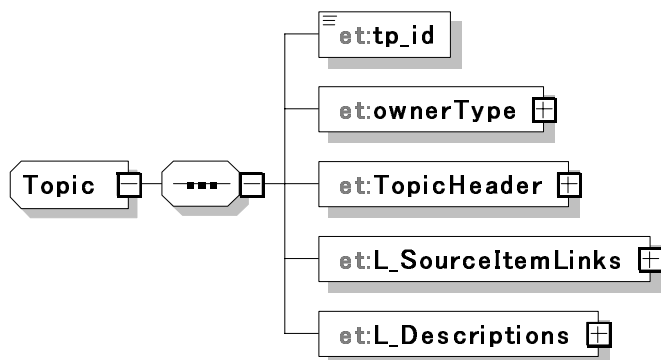 et:tp_id
et:ownerType
Topic
et:TopicHeader
et:L_SourceItemLinks
et:L_Descriptions